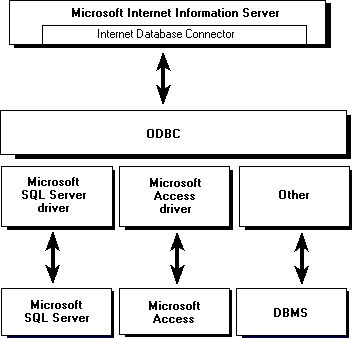 Microsoft Internet Information Server
Internet Database Connector
ODBC
Microsoft
SQL Server
driver
Microsoft
Access
driver
Other
Microsoft
SQL Server
Microsoft
Access
DBMS